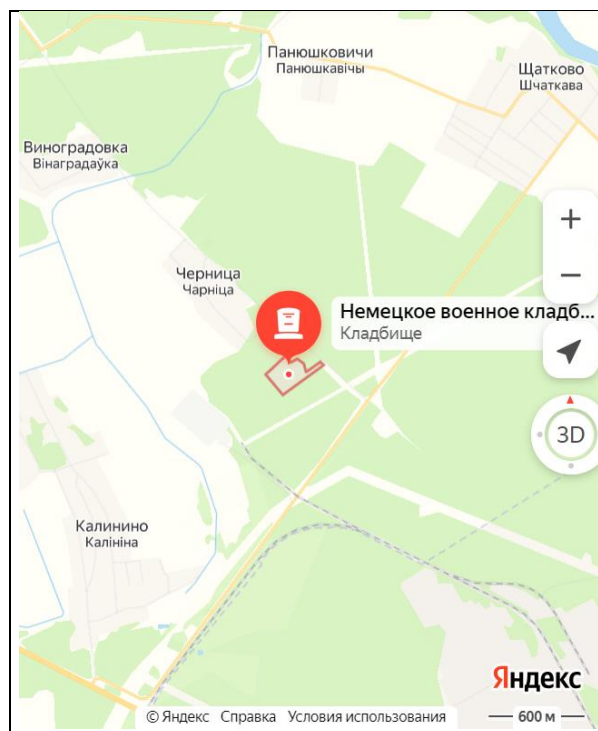 Панюшковичи
Панюшкавічы
Щатково
Шчаткава
Виноградовка
Вінаградаўка
Черница
Чарніца
Немецкое военное кладб...
Кладбище
3D
Калинино
Калініна
Яндекс
© Яндекс Справка Условия использования
600 м